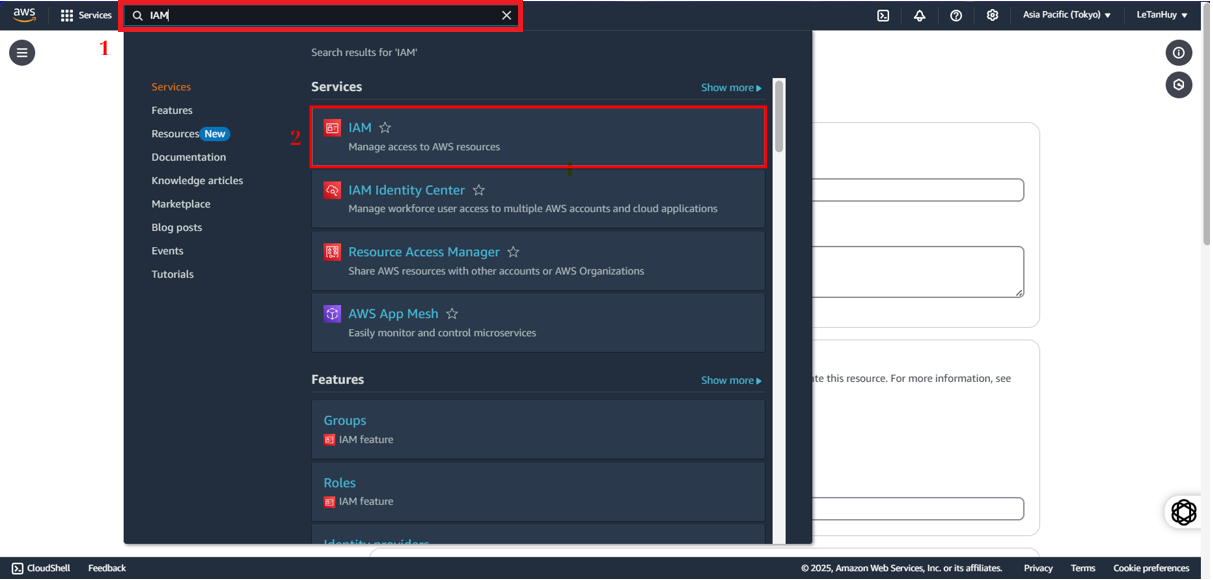 aws
Services
IAM
Asia Pacific (Tokyo)
LeTanHuy
1
Search results for 'IAM'
Services
Features
Resources New
Documentation
Knowledge articles
Marketplace
Blog posts
Events
Tutorials
Services
Show more
2
IAM
Manage access to AWS resources
IAM Identity Center
Manage workforce user access to multiple AWS accounts and cloud applications
Resource Access Manager
Share AWS resources with other accounts or AWS Organizations
AWS App Mesh
Easily monitor and control microservices
Features
Show more
Groups
IAM feature
Roles
IAM feature
Identity providers
this resource. For more information, see
CloudShell
Feedback
© 2025, Amazon Web Services, Inc. or its affiliates.
Privacy
Terms
Cookie preferences